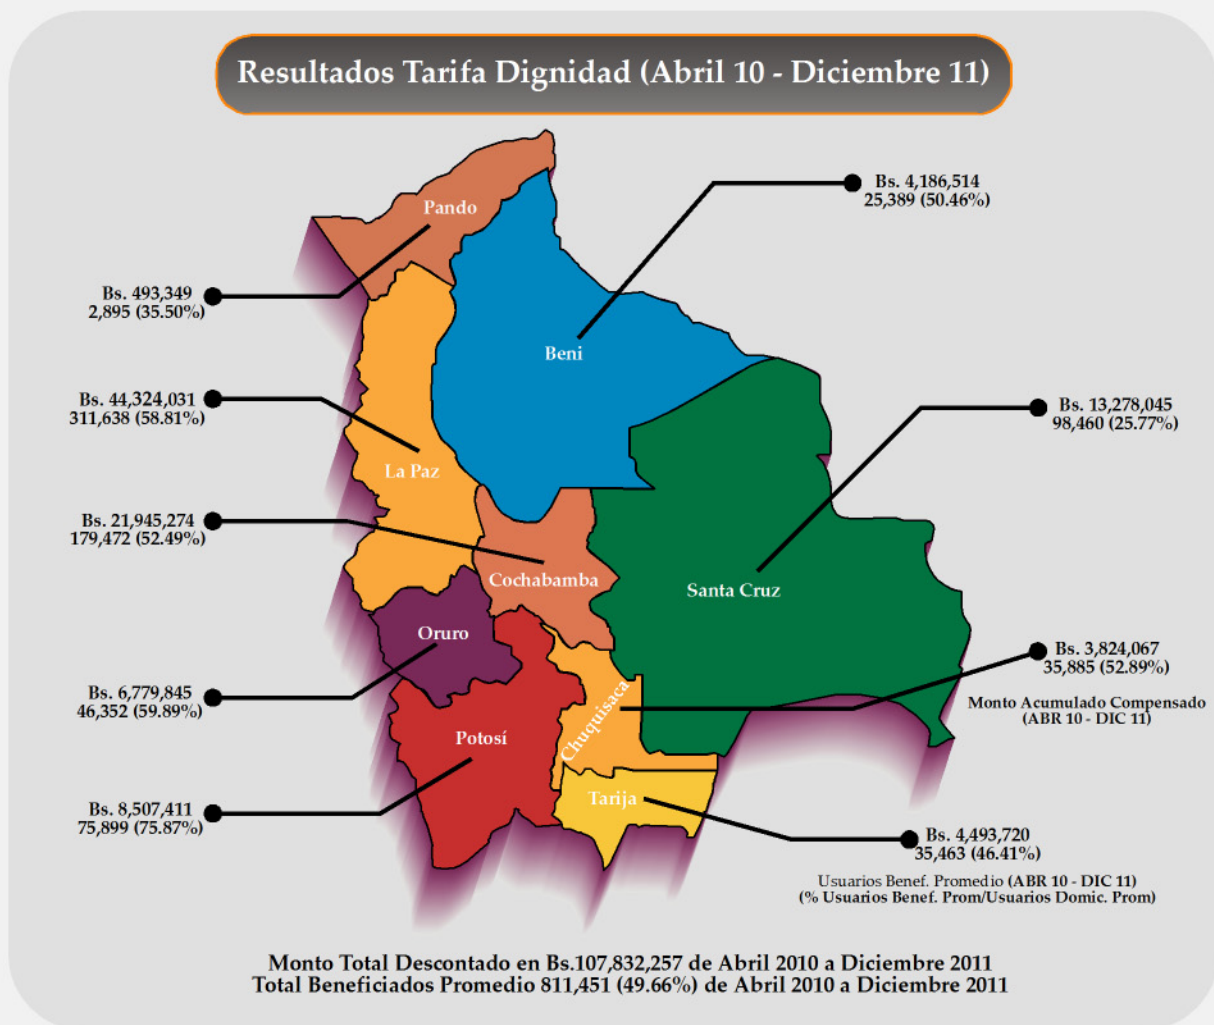 Resultados Tarifa Dignidad (Abril 10 - Diciembre 11)
Pando
Bs. 4,186,514
25,389 (50.46%)
Bs. 493,349
2,895 (35.50%)
Beni
Bs. 44,324,031
311,638 (58.81%)
Bs. 13,278,045
98,460 (25.77%)
La Paz
Bs. 21,945,274
179,472 (52.49%)
Cochabamba
Santa Cruz
Oruro
Bs. 3,824,067
35,885 (52.89%)
Monto Acumulado Compensado
(ABR 10 - DIC 11)
Bs. 6,779,845
46,352 (59.89%)
Chuquisaca
Potosí
Tarija
Bs. 8,507,411
75,899 (75.87%)
Bs. 4,493,720
35,463 (46.41%)
Usuarios Benef. Promedio (ABR 10 - DIC 11)
(% Usuarios Benef. Prom/Usuarios Domic. Prom)
Monto Total Descontado en Bs.107,832,257 de Abril 2010 a Diciembre 2011
Total Beneficiados Promedio 811,451 (49.66%) de Abril 2010 a Diciembre 2011